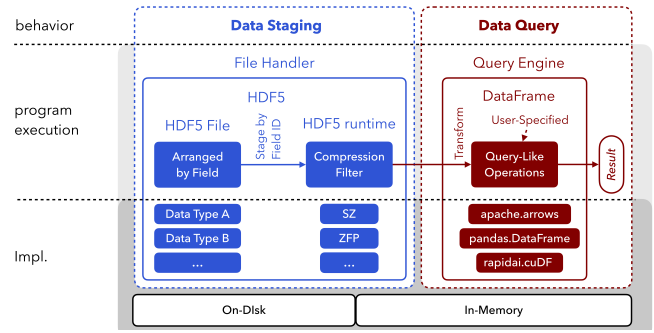 behavior
Data Staging
Data Query
File Handler
Query Engine
HDF5
DataFrame
program
execution
HDF5 File
Stage by
Field ID
HDF5 runtime
Transform
User-Specified
Arranged
by Field
Compression
Filter
Query-Like
Operations
Result
Impl.
Data Type A
SZ
apache.arrows
Data Type B
ZFP
pandas.DataFrame
...
...
rapidai.cuDF
On-DIsk
In-Memory